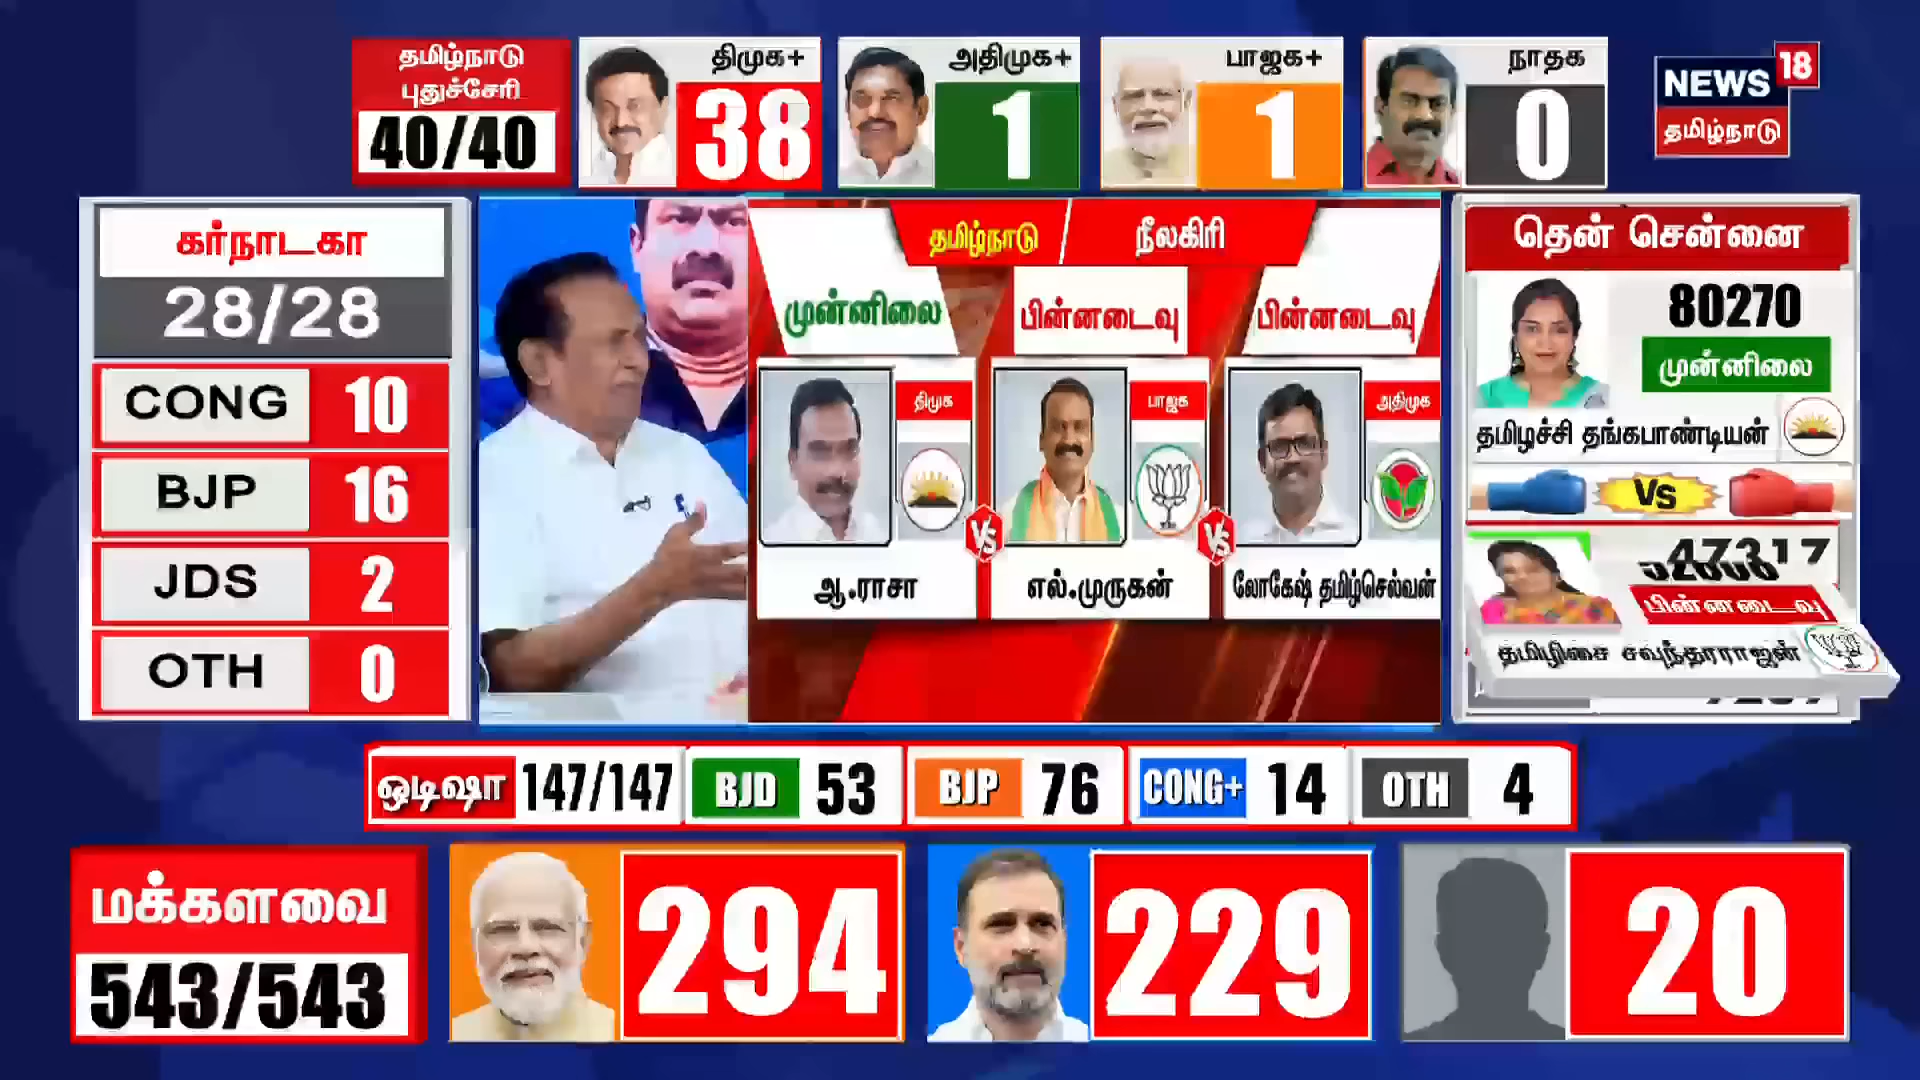 தமிழ்நாடு
புதுச்சேரி
40/40
திமுக+
38
அதிமுக+
1
பாஜக+
1
நாதக
0
NEWS 18
தமிழ்நாடு
கர்நாடகா
28/28
CONG 10
BJP 16
JDS 2
OTH 0
தமிழ்நாடு நீலகிரி
முன்னிலை பின்னடைவு பின்னடைவு
திமுக பாஜக அதிமுக
VS VS
ஆ.ராசா எல்.முருகன் லோகேஷ் தமிழ்செல்வன்
தென் சென்னை
80270
முன்னிலை
தமிழச்சி தங்கபாண்டியன்
Vs
பின்னடைவு
தமிழிசை சவுந்தரராஜன்
ஒடிஷா 147/147 BJD 53 BJP 76 CONG+ 14 OTH 4
மக்களவை
543/543
294
229
20